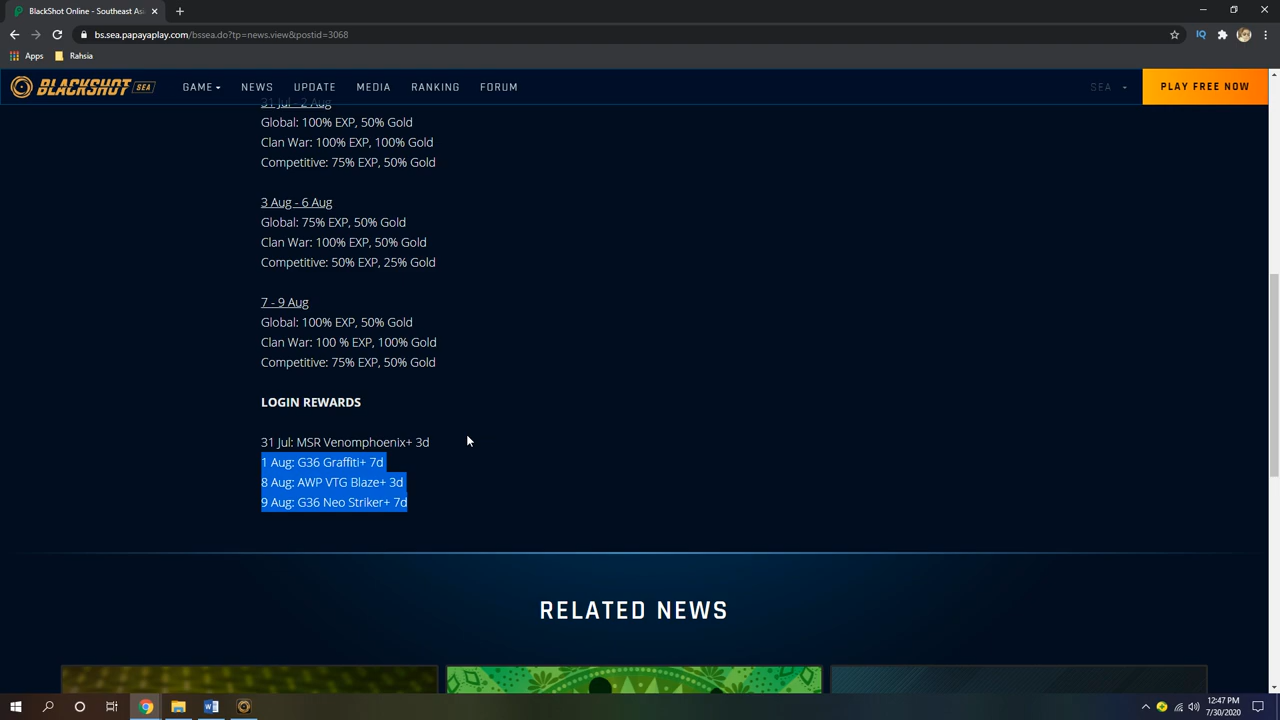 BlackShot Online - Southeast Asi
bs.sea.papayaplay.com/bssea.do?tp=news.view&postid=3068
Apps
Rahsia
BLACKSHOT SEA
GAME
NEWS
UPDATE
MEDIA
RANKING
FORUM
SEA
PLAY FREE NOW
31 Jul - 2 Aug
Global: 100% EXP, 50% Gold
Clan War: 100% EXP, 100% Gold
Competitive: 75% EXP, 50% Gold
3 Aug - 6 Aug
Global: 75% EXP, 50% Gold
Clan War: 100% EXP, 50% Gold
Competitive: 50% EXP, 25% Gold
7 - 9 Aug
Global: 100% EXP, 50% Gold
Clan War: 100 % EXP, 100% Gold
Competitive: 75% EXP, 50% Gold
LOGIN REWARDS
31 Jul: MSR Venomphoenix+ 3d
1 Aug: G36 Graffiti+ 7d
8 Aug: AWP VTG Blaze+ 3d
9 Aug: G36 Neo Striker+ 7d
RELATED NEWS
12:47 PM
7/30/2020